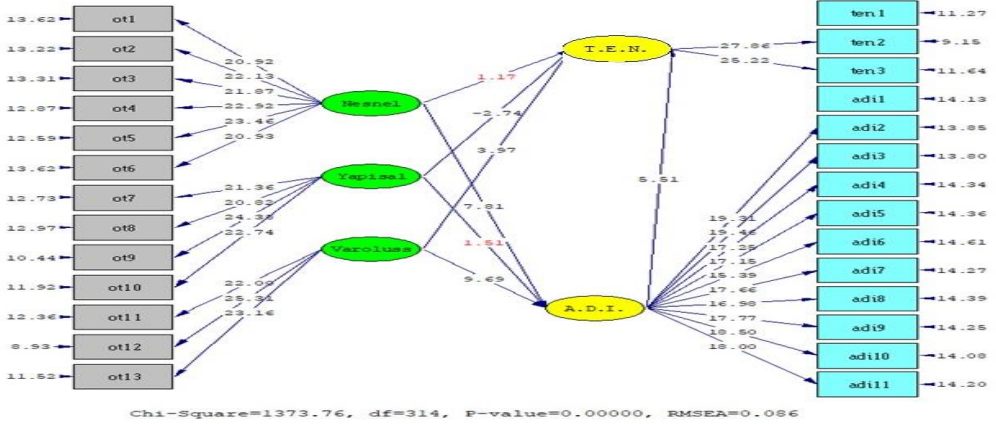 13.62 ot1
13.22 ot2
13.31 ot3
12.87 ot4
12.59 ot5
13.62 ot6
12.73 ot7
12.97 ot8
10.44 ot9
11.92 ot10
12.36 ot11
8.93 ot12
11.52 ot13
20.92
22.13
21.87
22.92
23.46
20.93
21.36
20.82
24.38
22.74
22.00
25.31
23.16
Nesnel
Yapisal
Varoluss
1.17
-2.74
3.97
7.81
1.51
9.69
T.E.N.
5.51
A.D.I.
27.86
25.22
19.31
19.46
17.25
17.15
15.39
17.66
16.98
17.77
18.50
18.00
ten1 11.27
ten2 9.15
ten3 11.64
adi1 14.13
adi2 13.85
adi3 13.80
adi4 14.34
adi5 14.36
adi6 14.61
adi7 14.27
adi8 14.39
adi9 14.25
adi10 14.08
adi11 14.20
Chi-Square=1373.76, df=314, P-value=0.00000, RMSEA=0.086